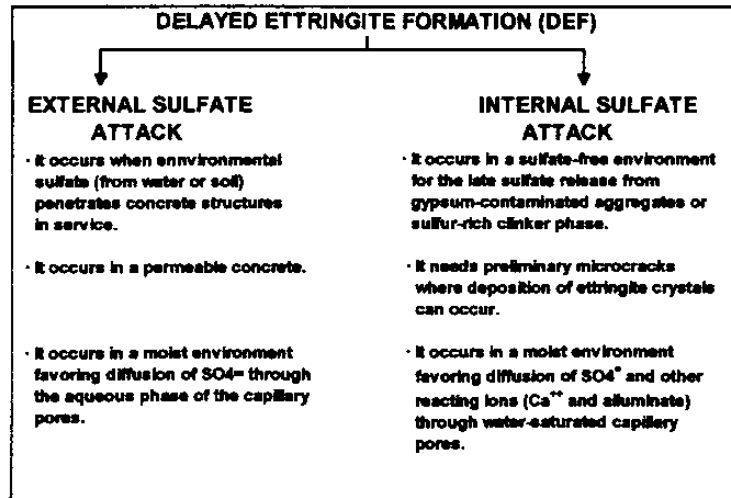 DELAYED ETTRINGITE FORMATION (DEF)
EXTERNAL SULFATE
ATTACK
· It occurs when ennvironmental
sulfate (from water or soil)
penetrates concrete structures
in service.
· It occurs in a permeable concrete.
· It occurs in a moist environment
favoring diffusion of SO4= through
the aqueous phase of the capillary
pores.
INTERNAL SULFATE
ATTACK
· It occurs in a sulfate-free environment
for the late sulfate release from
gypsum-contaminated aggregates or
sulfur-rich clinker phase.
· It needs preliminary microcracks
where deposition of ettringite crystals
can occur.
· It occurs in a moist environment
favoring diffusion of SO4⁼ and other
reacting ions (Ca⁺⁺ and alluminate)
through water-saturated capillary
pores.